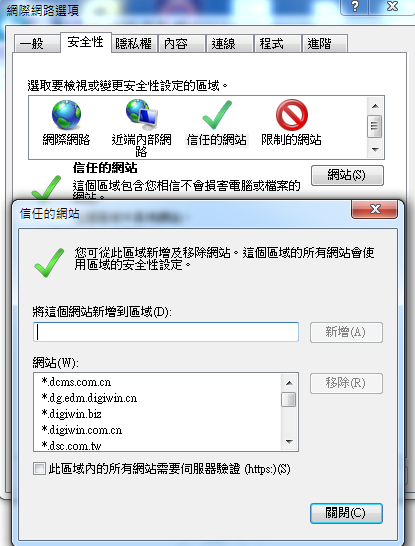 網際網路選項
一般 安全性 隱私權 內容 連線 程式 進階
選取要檢視或變更安全性設定的區域。
網際網路 近端內部網 信任的網站 限制的網站
路
信任的網站
這個區域包含您相信不會損害電腦或檔案的 網站(S)
網站。
信任的網站
您可從此區域新增及移除網站。這個區域的所有網站會使
用區域的安全性設定。
將這個網站新增到區域(D):
新增(A)
網站(W):
*.dcms.com.cn 移除(R)
*.dg.edm.digiwin.cn
*.digiwin.biz
*.digiwin.com.cn
*.dsc.com.tw
此區域內的所有網站需要伺服器驗證 (https:)(S)
關閉(C)